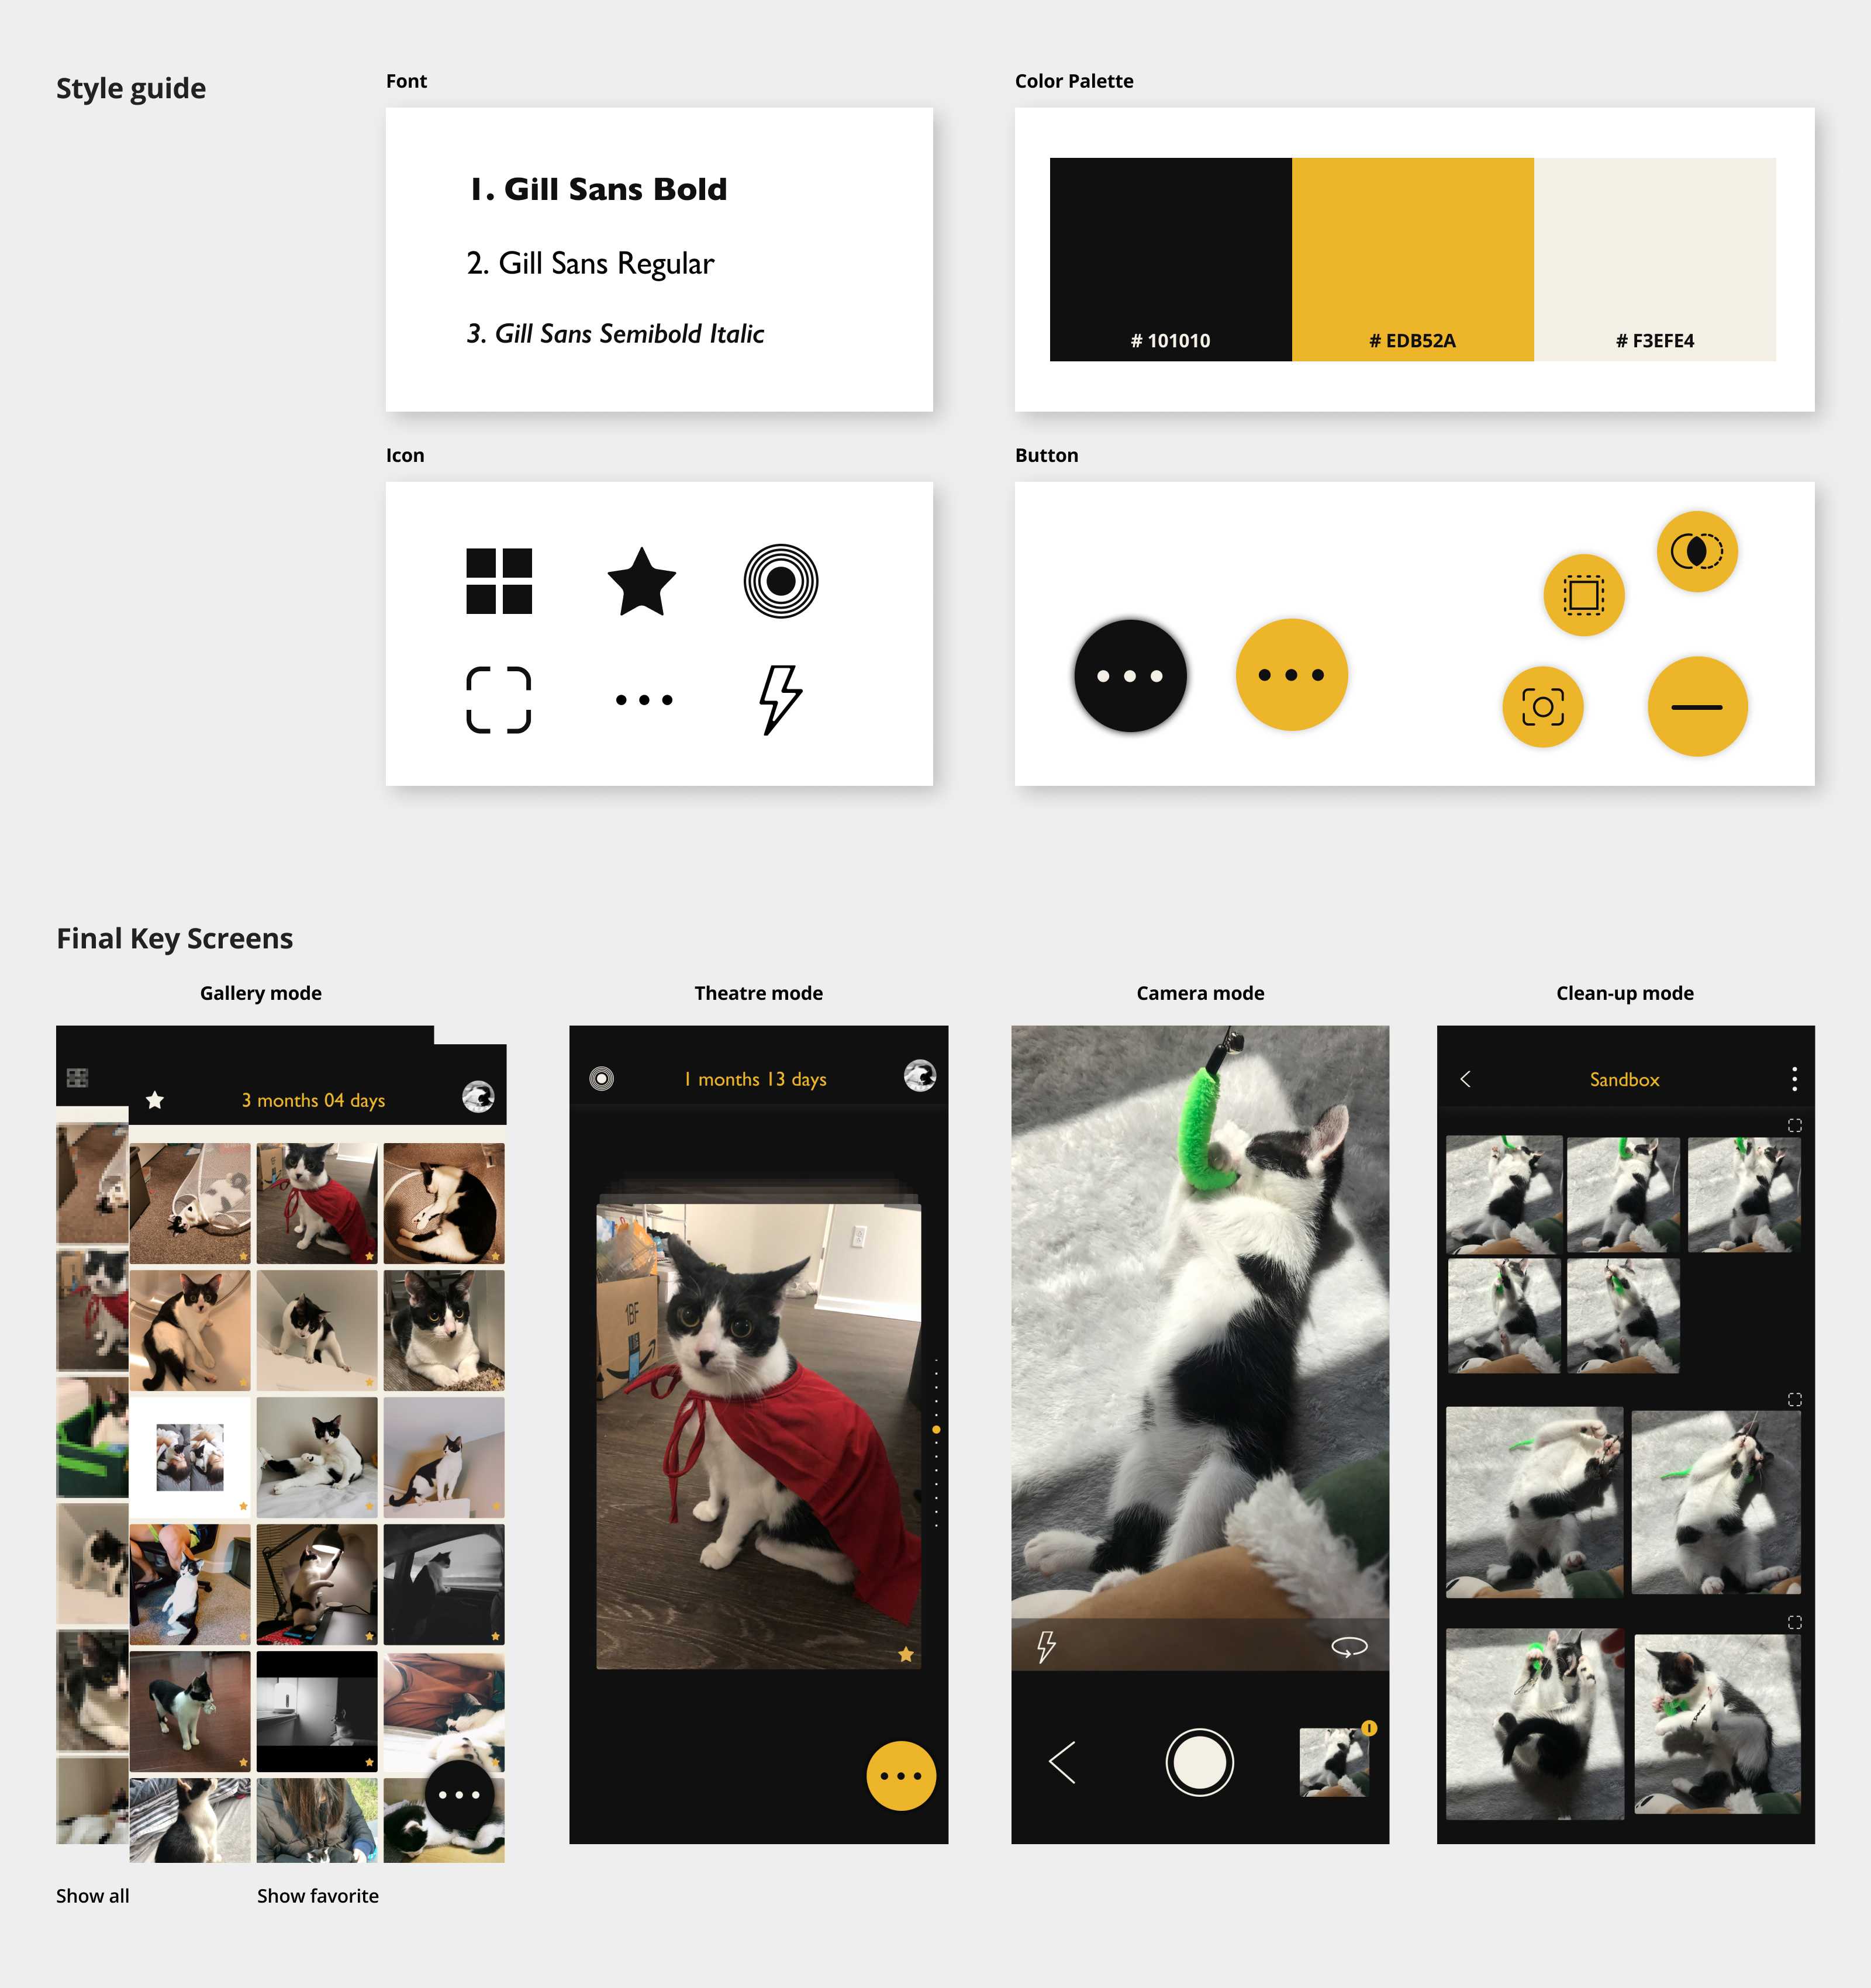 Style guide
Font
1. Gill Sans Bold
2. Gill Sans Regular
3. Gill Sans Semibold Italic
Color Palette
# 101010
# EDB52A
# F3EFE4
Icon
Button
Final Key Screens
Gallery mode
3 months 04 days
Show all
Show favorite
Theatre mode
1 months 13 days
1BF
Camera mode
1
Clean-up mode
Sandbox